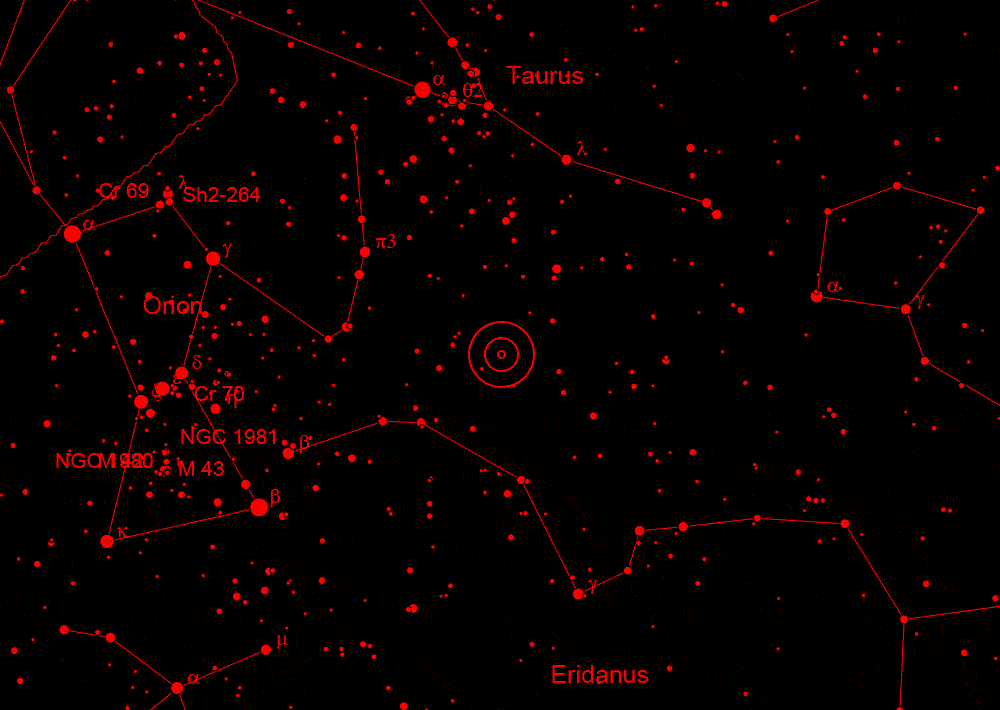 Taurus
α
θ2
λ
Cr 69
λ
Sh2-264
α
γ
π3
α
γ
Orion
δ
ζ
ε
Cr 70
η
NGC 1981
β
M 43
β
κ
γ
μ
α
Eridanus